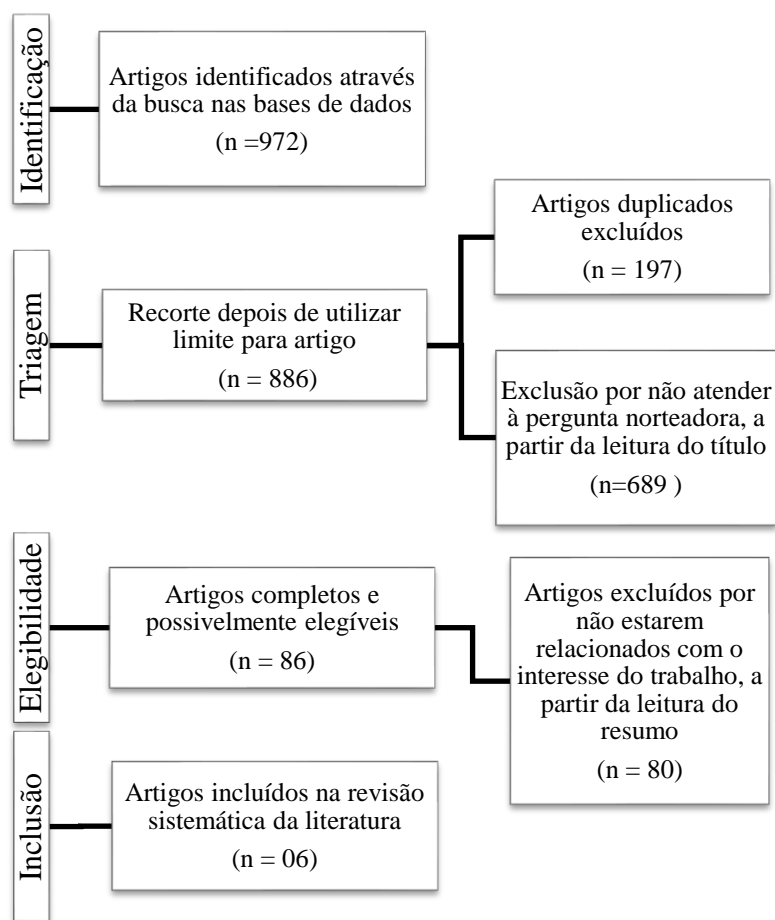 Identificação
Artigos identificados através
da busca nas bases de dados
(n =972)
Triagem
Recorte depois de utilizar
limite para artigo
(n = 886)
Artigos duplicados
excluídos
(n = 197)
Exclusão por não atender
à pergunta norteadora, a
partir da leitura do título
(n=689 )
Elegibilidade
Artigos completos e
possivelmente elegíveis
(n = 86)
Artigos excluídos por
não estarem
relacionados com o
interesse do trabalho, a
partir da leitura do
resumo
(n = 80)
Inclusão
Artigos incluídos na revisão
sistemática da literatura
(n = 06)